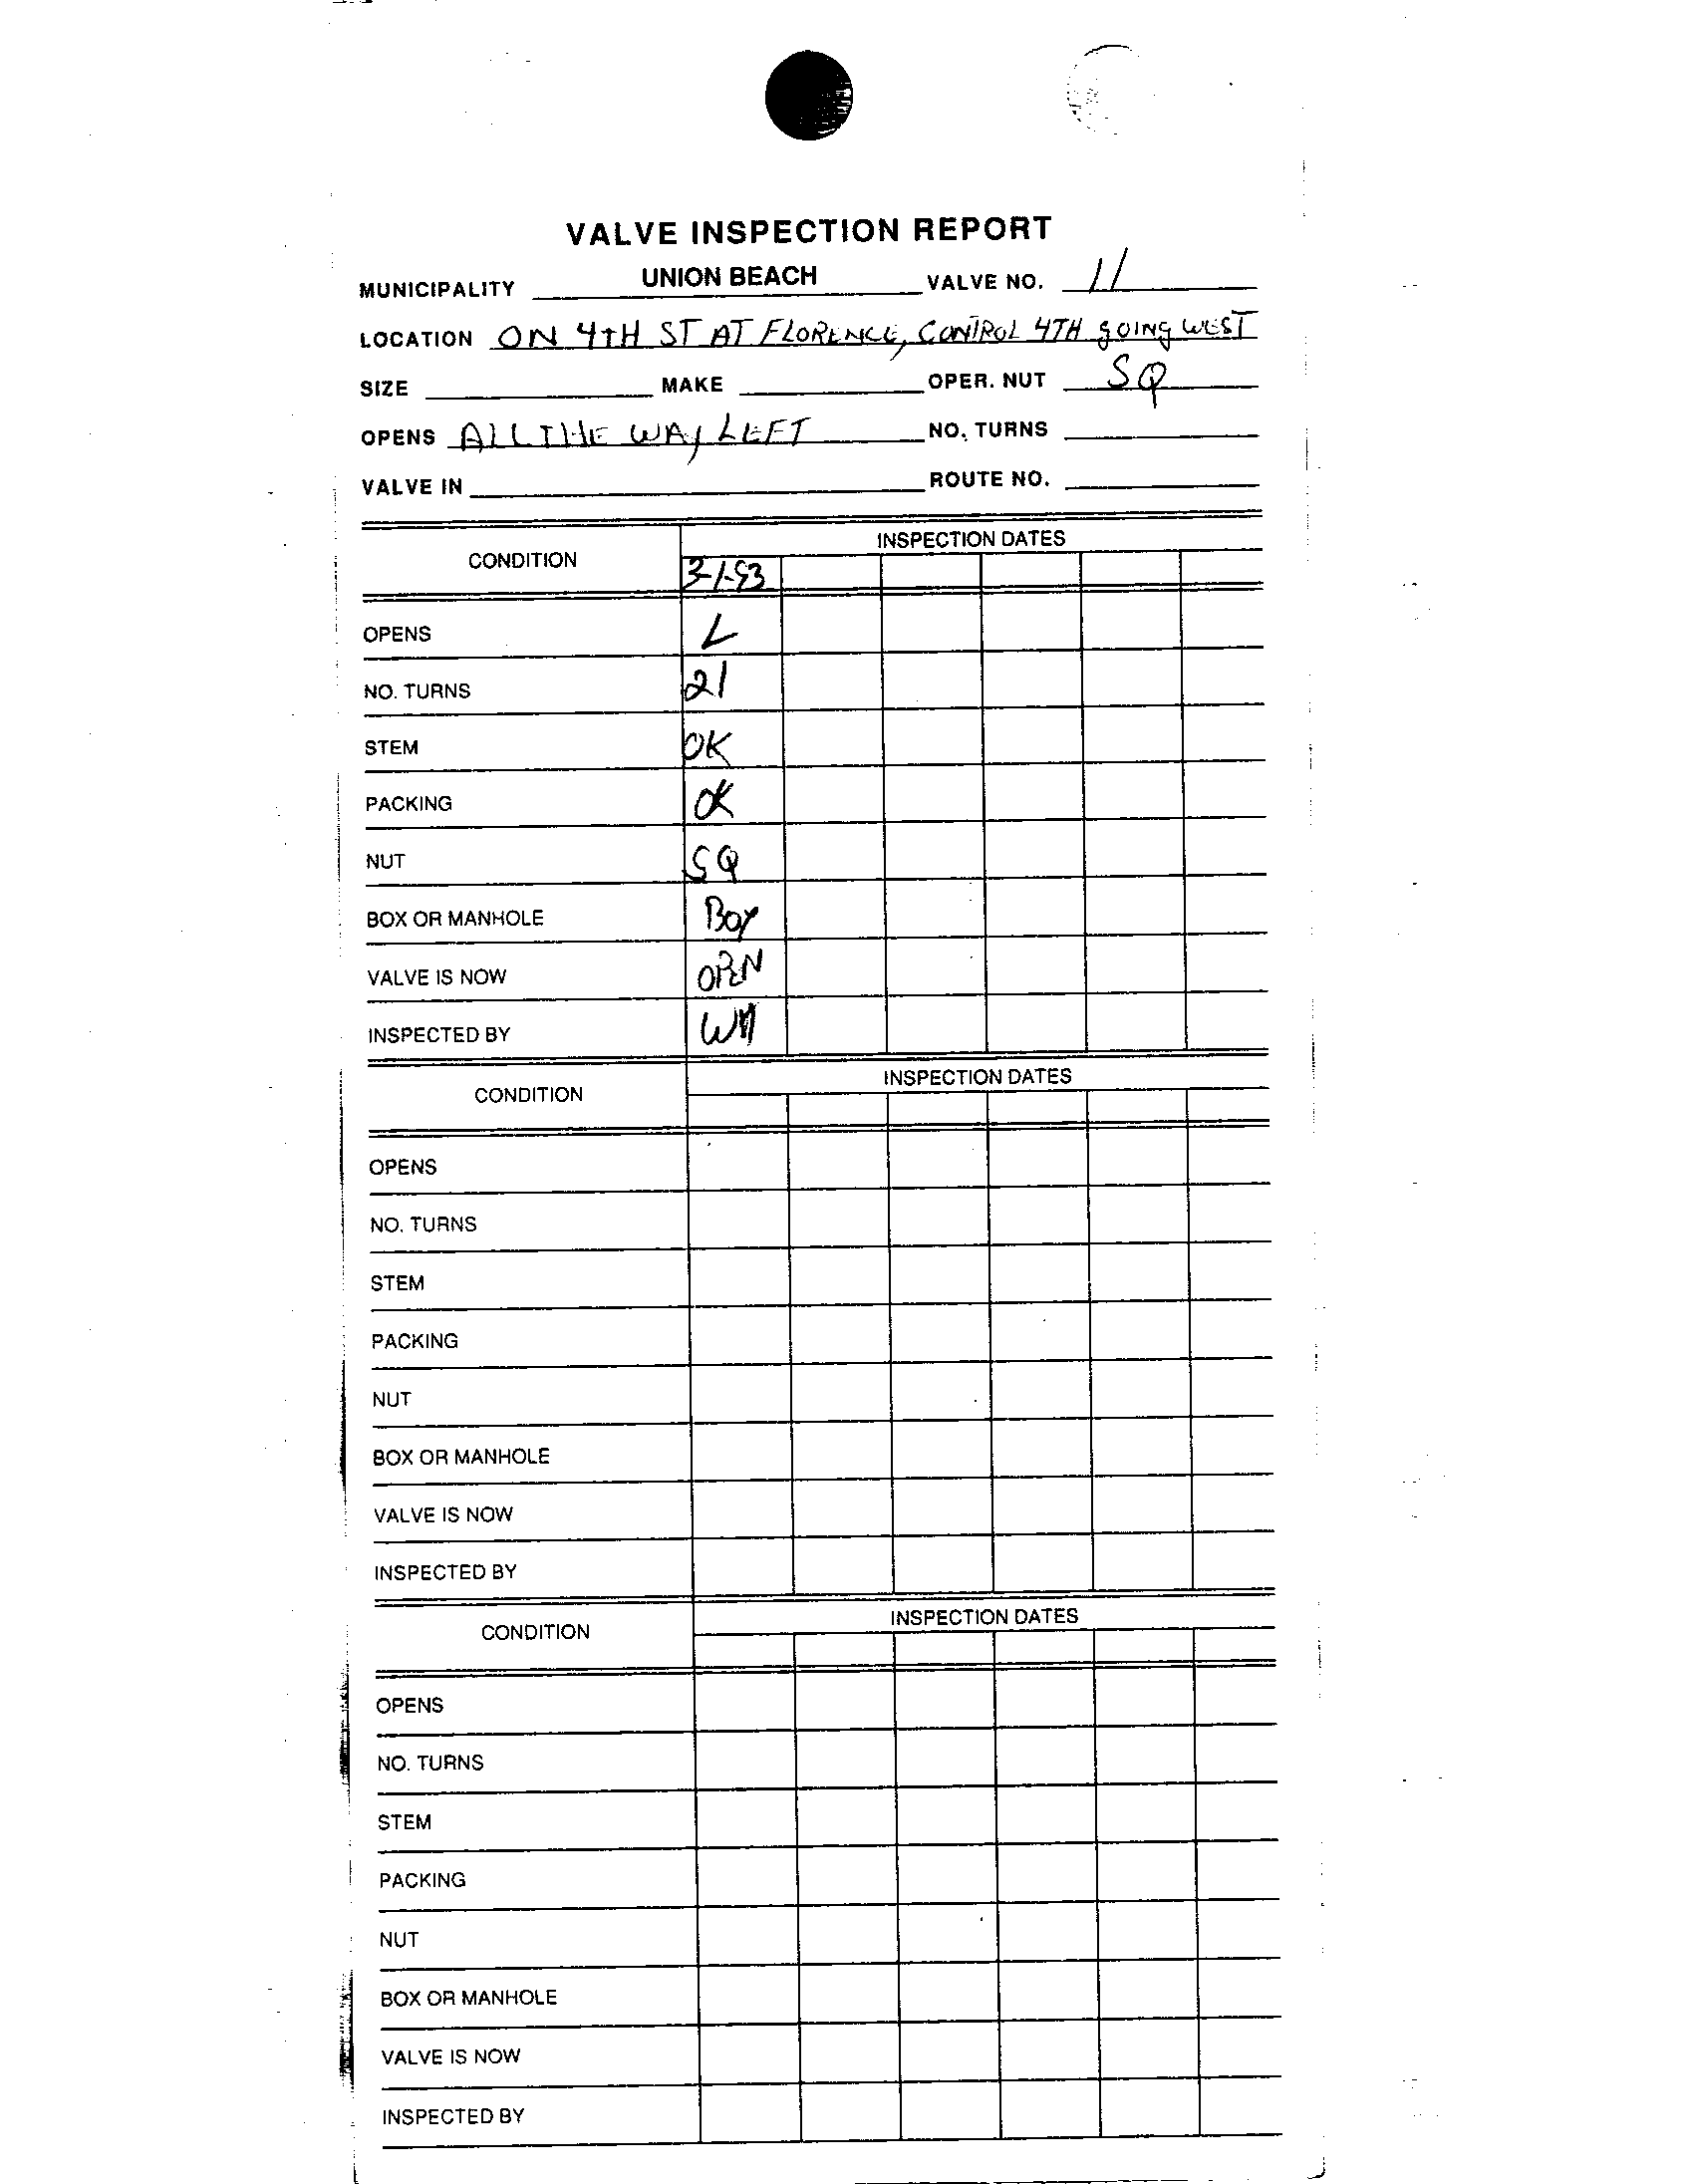 VALVE INSPECTION REPORT
MUNICIPALITY UNION BEACH VALVE NO. 11
LOCATION ON 4TH ST AT FLORENCE, CONTROL 4TH GOING WEST
SIZE MAKE OPER. NUT SQ
OPENS ALL THE WAY LEFT NO. TURNS
VALVE IN ROUTE NO.
CONDITION INSPECTION DATES
3-1-93
OPENS L
NO. TURNS 21
STEM OK
PACKING OK
NUT SQ
BOX OR MANHOLE BOX
VALVE IS NOW OPEN
INSPECTED BY WM
CONDITION INSPECTION DATES
OPENS
NO. TURNS
STEM
PACKING
NUT
BOX OR MANHOLE
VALVE IS NOW
INSPECTED BY
CONDITION INSPECTION DATES
OPENS
NO. TURNS
STEM
PACKING
NUT
BOX OR MANHOLE
VALVE IS NOW
INSPECTED BY